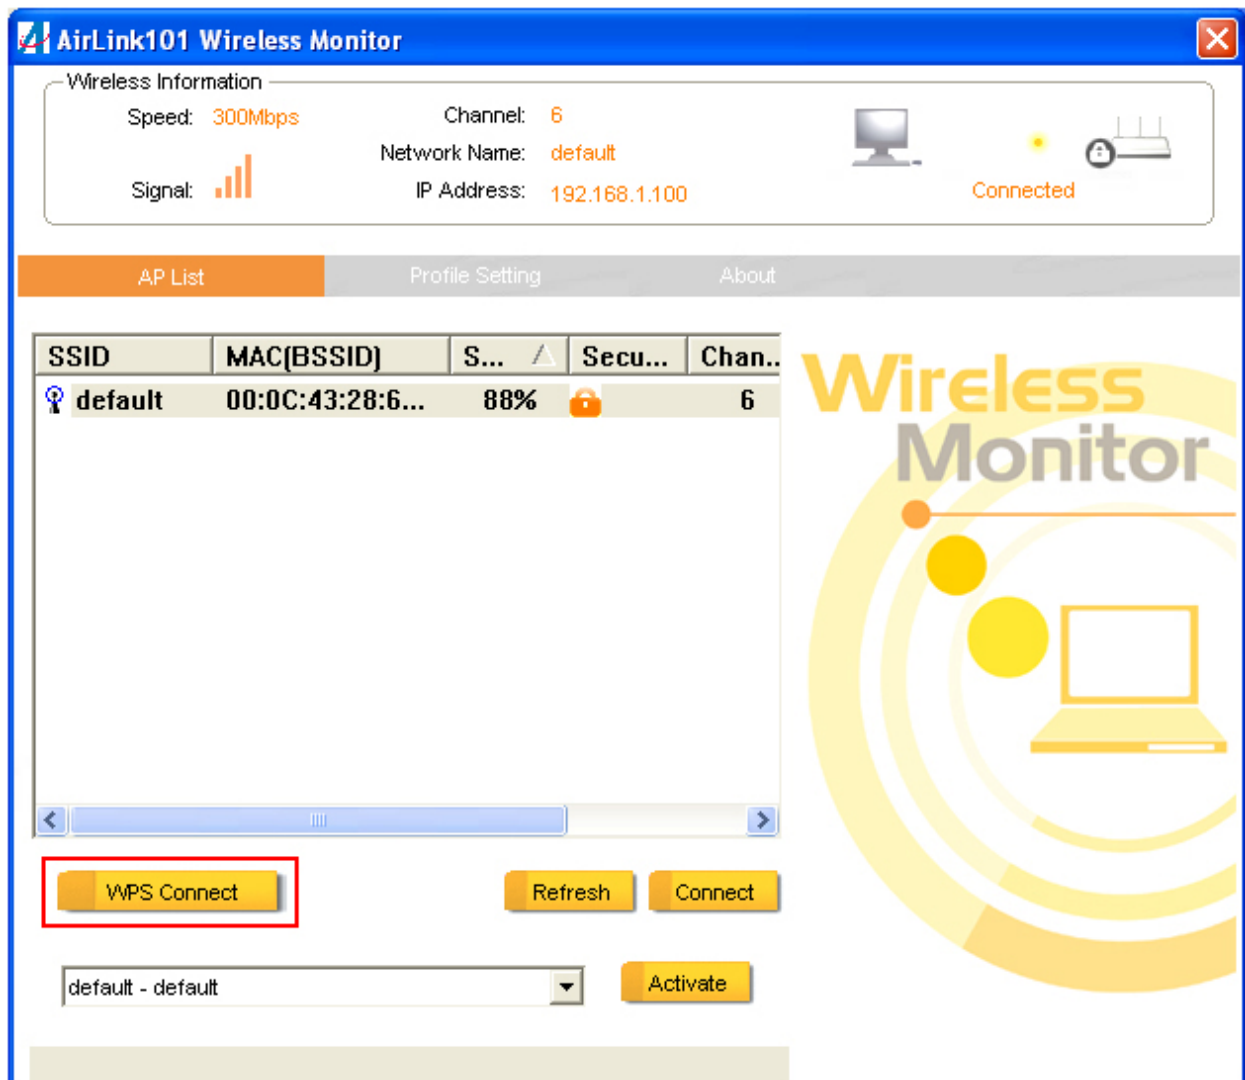 AirLink101 Wireless Monitor
Wireless Information
Speed: 300Mbps Channel: 6
Network Name: default
Signal: IP Address: 192.168.1.100 Connected
AP List Profile Setting About
SSID MAC(BSSID) S... Secu... Chan..
default 00:0C:43:28:6... 88% 6
Wireless
Monitor
WPS Connect Refresh Connect
default - default Activate